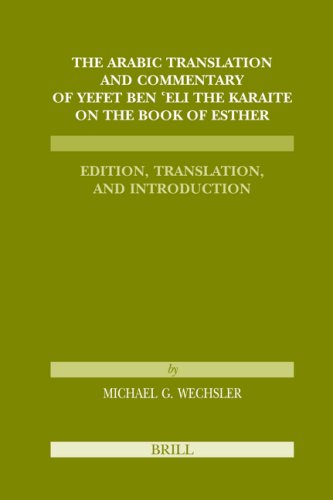 THE ARABIC TRANSLATION
AND COMMENTARY
OF YEFET BEN ʿELI THE KARAITE
ON THE BOOK OF ESTHER
EDITION, TRANSLATION,
AND INTRODUCTION
by
MICHAEL G. WECHSLER
BRILL